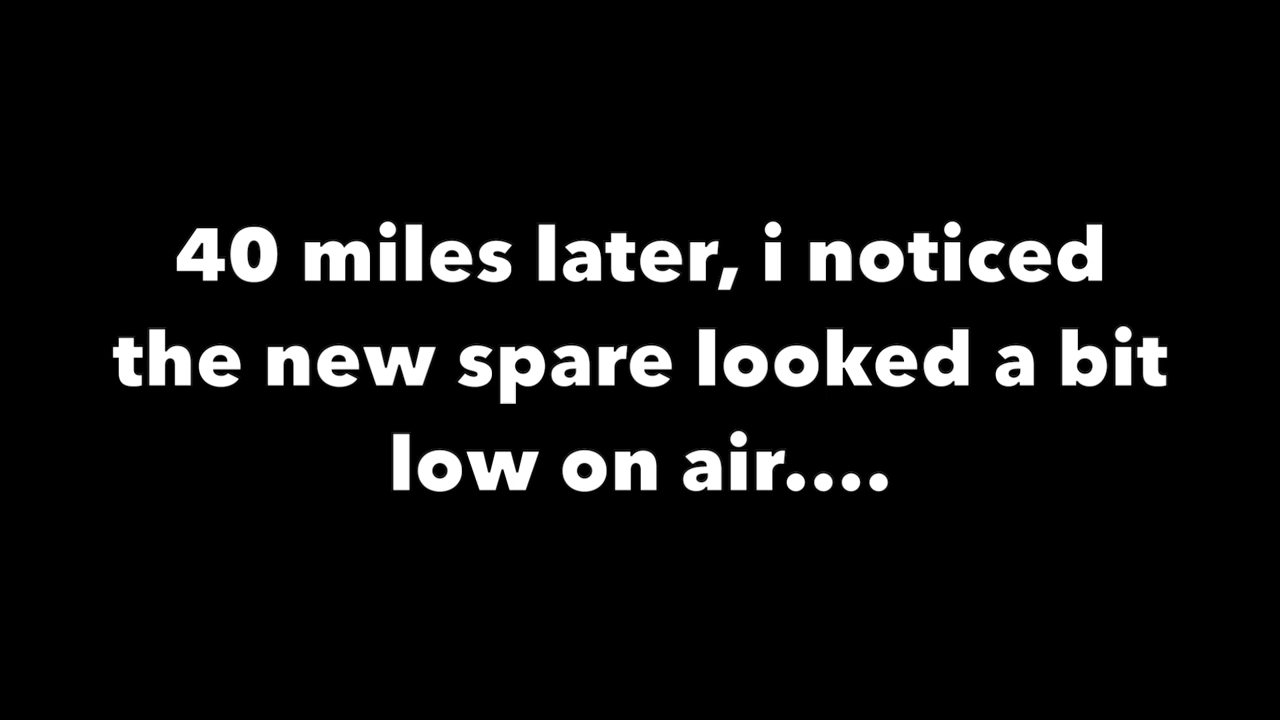 40 miles later, i noticed
the new spare looked a bit
low on air....